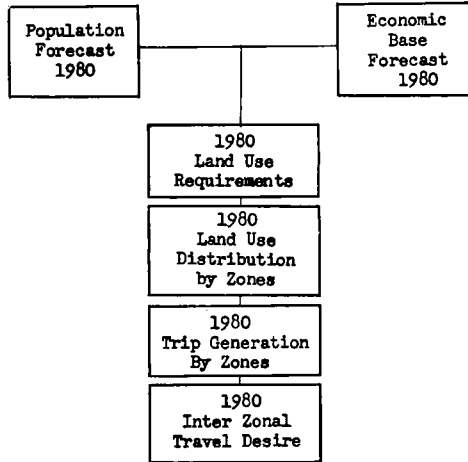 Population
Forecast
1980
Economic
Base
Forecast
1980
1980
Land Use
Requirements
1980
Land Use
Distribution
by Zones
1980
Trip Generation
By Zones
1980
Inter Zonal
Travel Desire